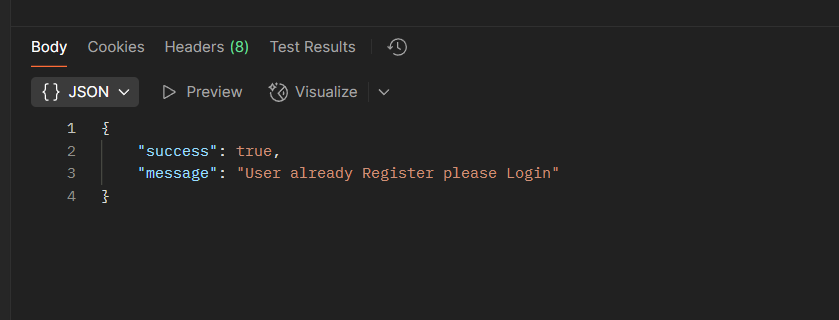 Body Cookies Headers (8) Test Results
{} JSON Preview Visualize
1 {
2 "success": true,
3 "message": "User already Register please Login"
4 }